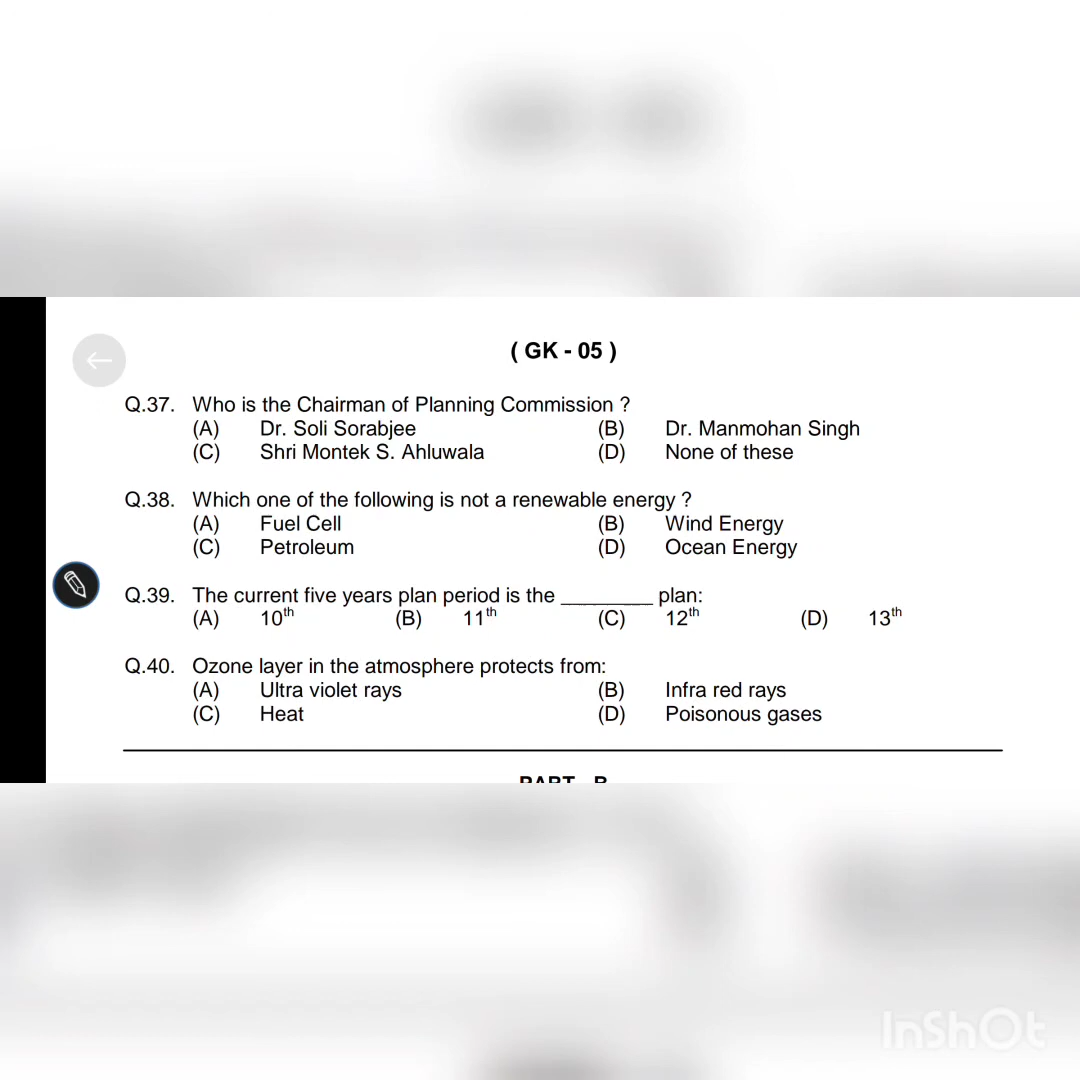 ( GK - 05 )
Q.37. Who is the Chairman of Planning Commission ?
(A) Dr. Soli Sorabjee (B) Dr. Manmohan Singh
(C) Shri Montek S. Ahluwala (D) None of these
Q.38. Which one of the following is not a renewable energy ?
(A) Fuel Cell (B) Wind Energy
(C) Petroleum (D) Ocean Energy
Q.39. The current five years plan period is the ________ plan:
(A) 10th (B) 11th (C) 12th (D) 13th
Q.40. Ozone layer in the atmosphere protects from:
(A) Ultra violet rays (B) Infra red rays
(C) Heat (D) Poisonous gases
InShOt